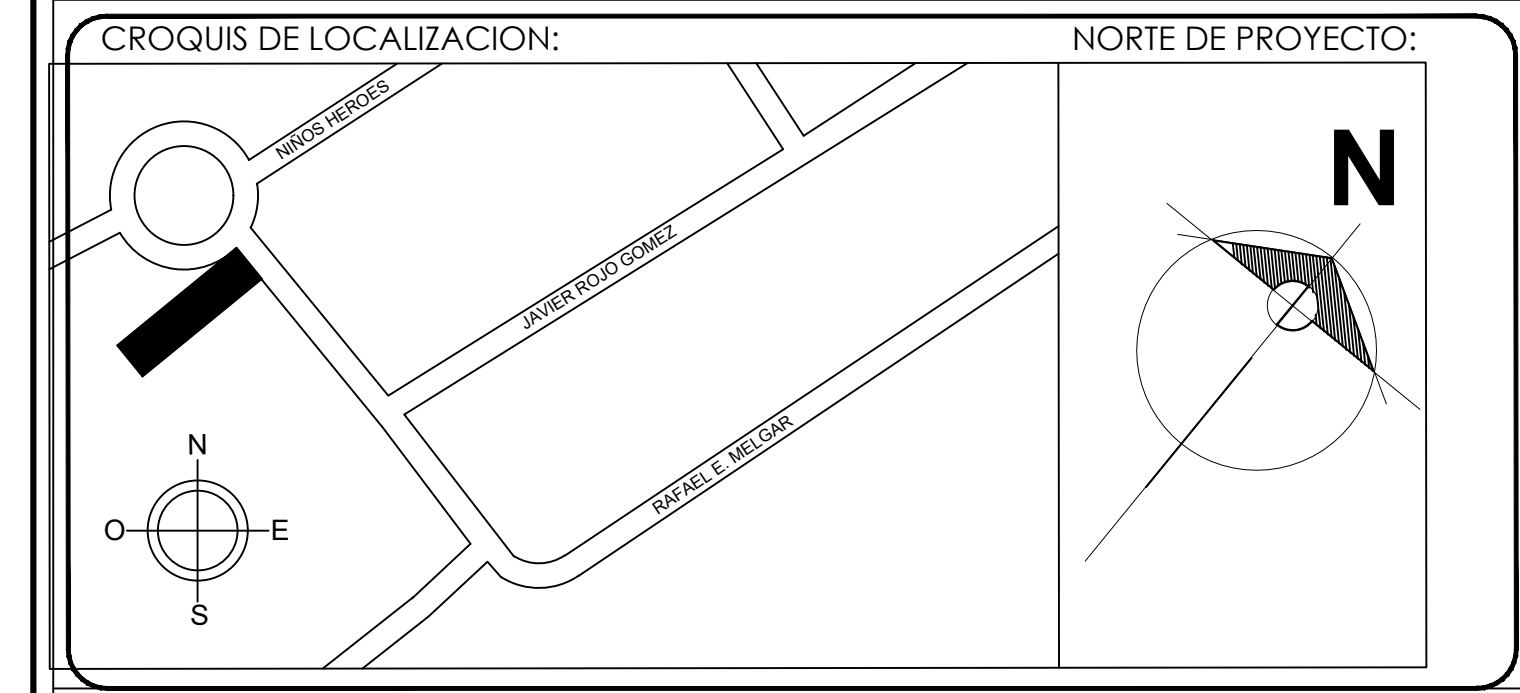 CROQUIS DE LOCALIZACION:
NORTE DE PROYECTO:
NIÑOS HEROES
N
JAVIER ROJO GOMEZ
RAFAEL E. MELGAR
N
O
E
S